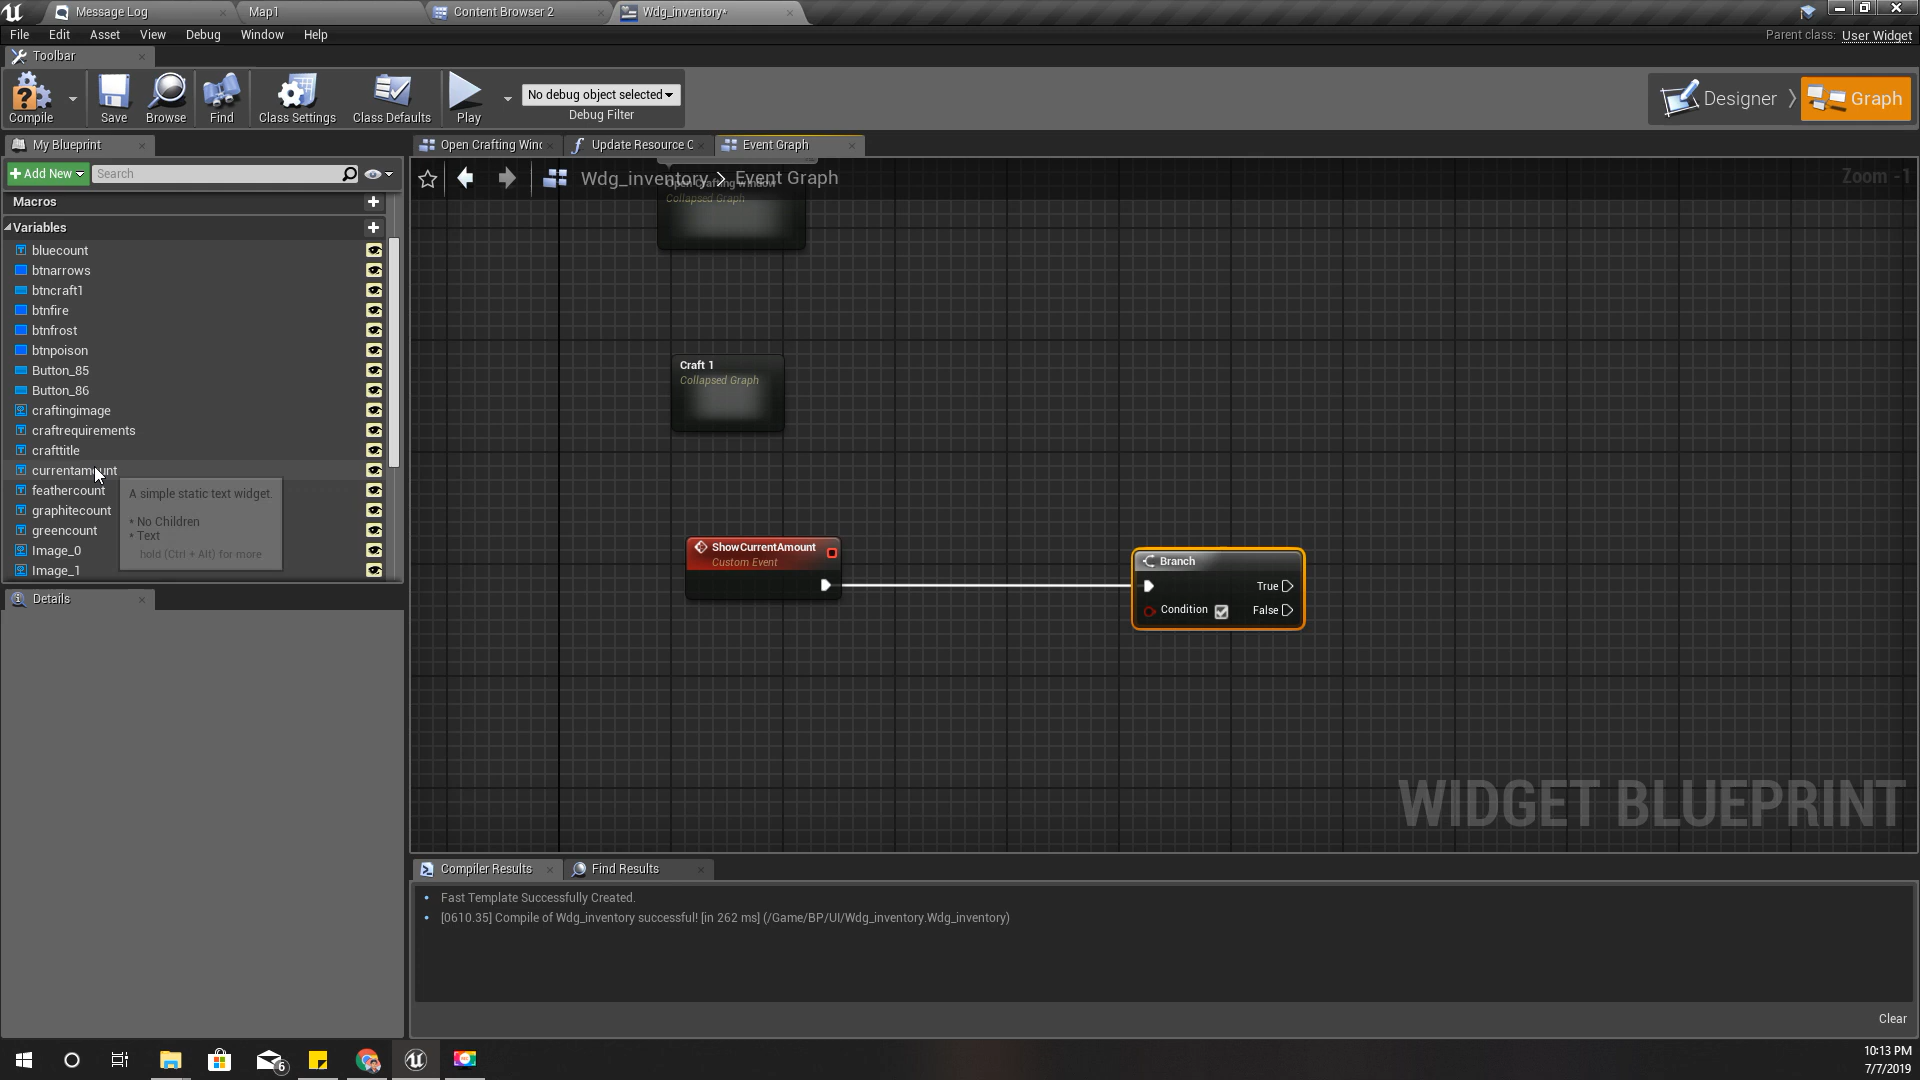 Message Log
Map1
Content Browser 2
Wdg_inventory*
File Edit Asset View Debug Window Help
Parent class: User Widget
Toolbar
Compile
Save
Browse
Find
Class Settings
Class Defaults
Play
No debug object selected
Debug Filter
Designer
Graph
My Blueprint
Open Crafting Winc
Update Resource C
Event Graph
+ Add New
Search
Wdg_inventory > Event Graph
Zoom -1
Open Crafting Window
Collapsed Graph
Macros
Variables
bluecount
btnarrows
btncraft1
btnfire
btnfrost
btnpoison
Button_85
Button_86
craftingimage
craftrequirements
crafttitle
currentamount
feathercount
graphitecount
greencount
Image_0
Image_1
A simple static text widget.
* No Children
* Text
hold (Ctrl + Alt) for more
Craft 1
Collapsed Graph
ShowCurrentAmount
Custom Event
Branch
True
Condition
False
Details
WIDGET BLUEPRINT
Compiler Results
Find Results
• Fast Template Successfully Created.
• [0610.35] Compile of Wdg_inventory successful! [in 262 ms] (/Game/BP/UI/Wdg_inventory.Wdg_inventory)
Clear
6
10:13 PM
7/7/2019